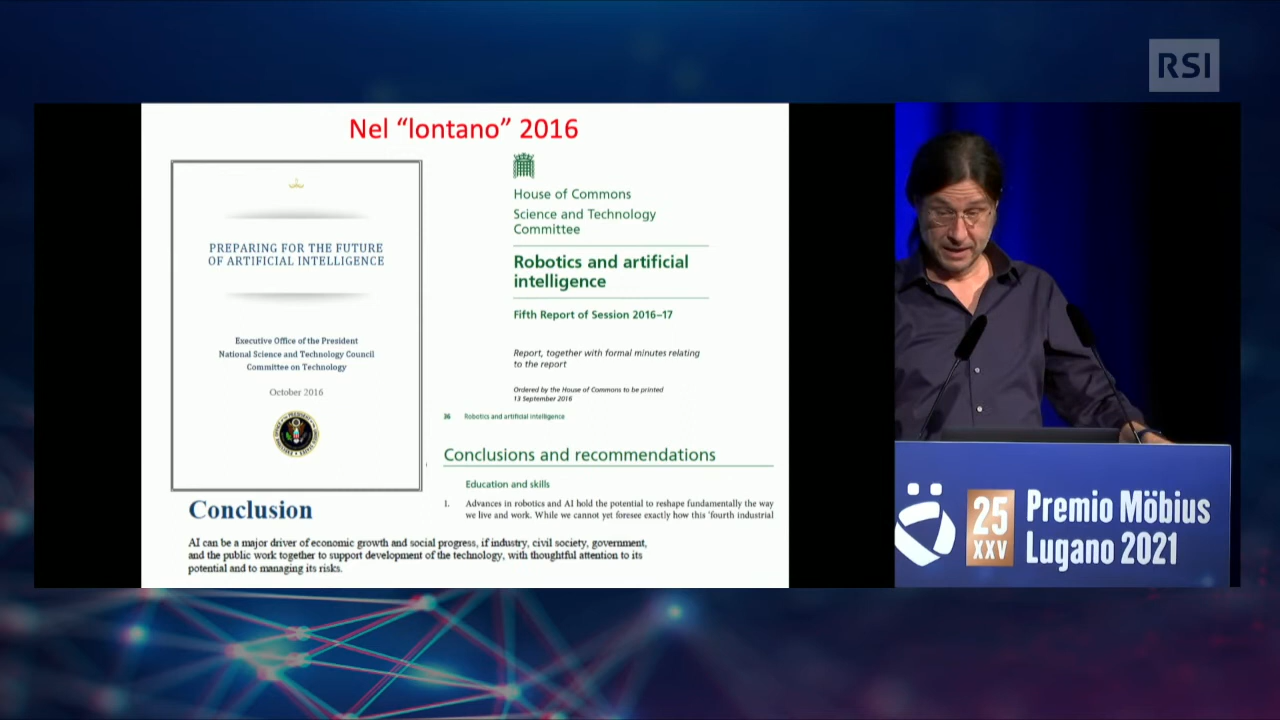 RSI
Nel “lontano” 2016
PREPARING FOR THE FUTURE
OF ARTIFICIAL INTELLIGENCE
Executive Office of the President
National Science and Technology Council
Committee on Technology
October 2016
House of Commons
Science and Technology
Committee
Robotics and artificial
intelligence
Fifth Report of Session 2016–17
Report, together with formal minutes relating
to the report
Ordered by the House of Commons to be printed
13 September 2016
36 Robotics and artificial intelligence
Conclusions and recommendations
Education and skills
1. Advances in robotics and AI hold the potential to reshape fundamentally the way
we live and work. While we cannot yet foresee exactly how this ‘fourth industrial
Conclusion
AI can be a major driver of economic growth and social progress, if industry, civil society, government,
and the public work together to support development of the technology, with thoughtful attention to its
potential and to managing its risks.
25
XXV
Premio Möbius
Lugano 2021